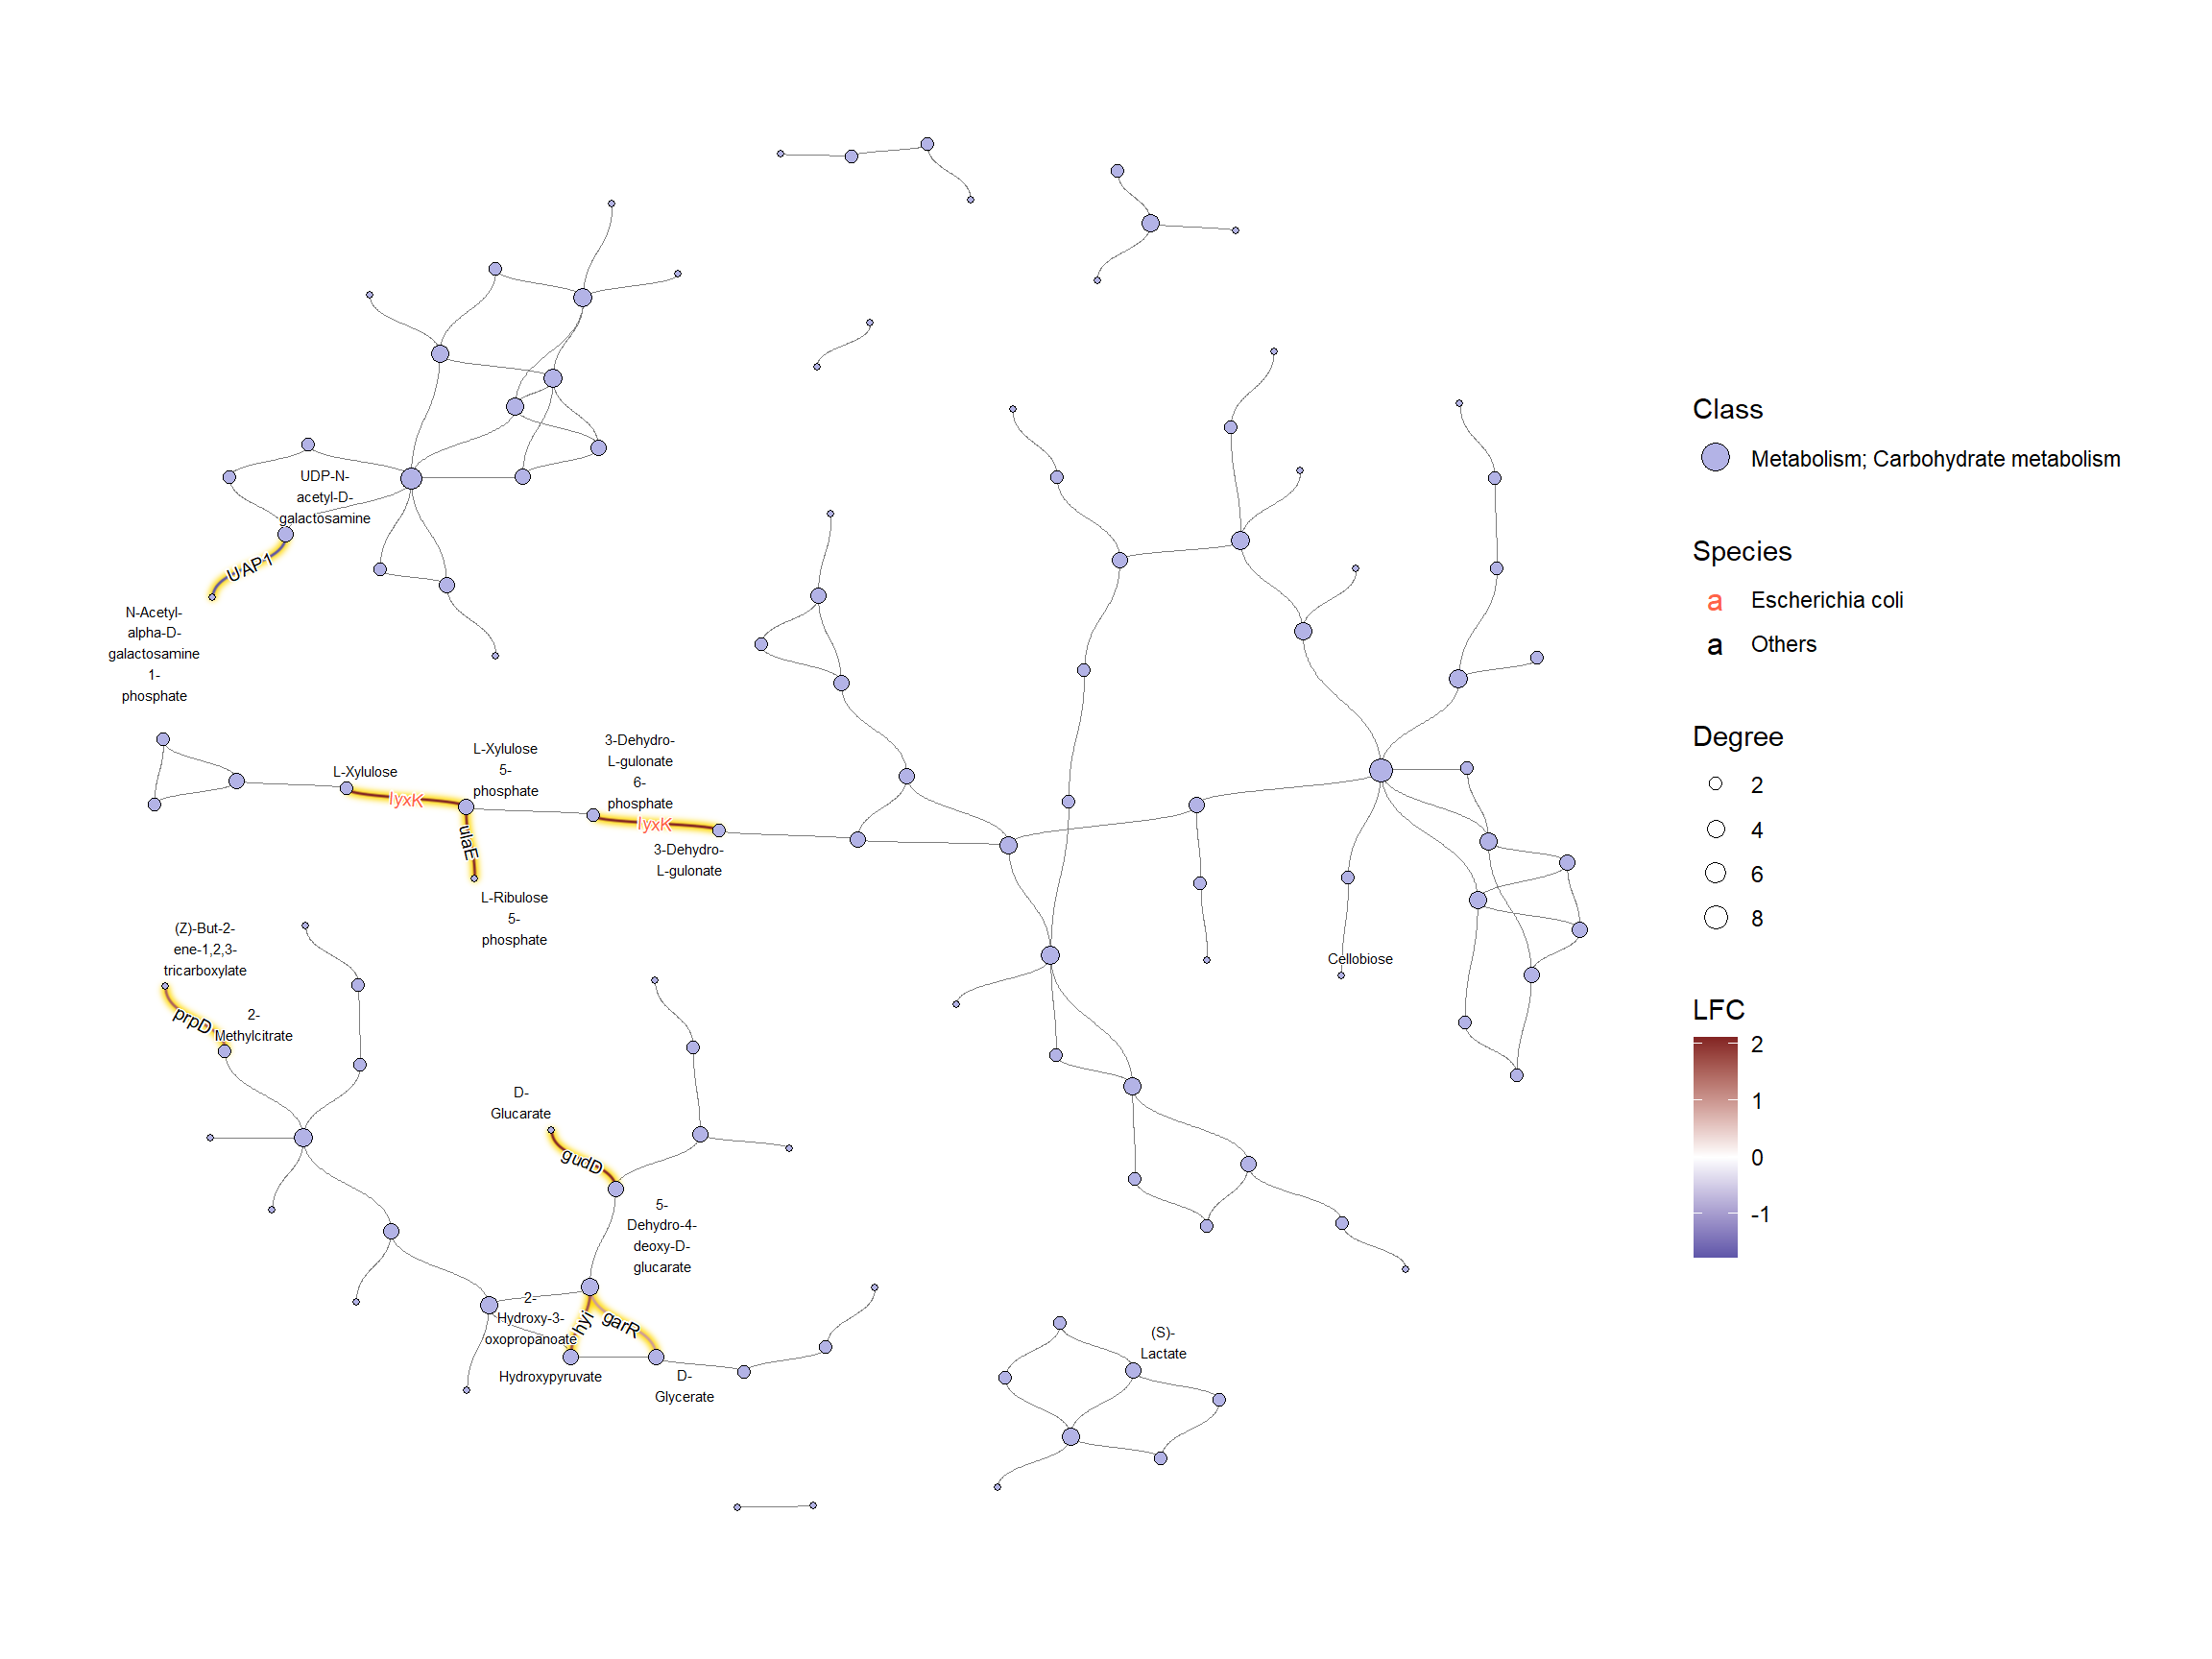 UDP-N-
acetyl-D-
galactosamine
UAP1
N-Acetyl-
alpha-D-
galactosamine
1-
phosphate
L-Xylulose
lyxK
L-Xylulose
5-
phosphate
ulaE
L-Ribulose
5-
phosphate
3-Dehydro-
L-gulonate
6-
phosphate
lyxK
3-Dehydro-
L-gulonate
(Z)-But-2-
ene-1,2,3-
tricarboxylate
prpD
2-
Methylcitrate
Cellobiose
D-
Glucarate
gudD
5-
Dehydro-4-
deoxy-D-
glucarate
2-
Hydroxy-3-
oxopropanoate
hyi
garR
Hydroxypyruvate
D-
Glycerate
(S)-
Lactate
Class
Metabolism; Carbohydrate metabolism
Species
a Escherichia coli
a Others
Degree
2
4
6
8
LFC
2
1
0
-1